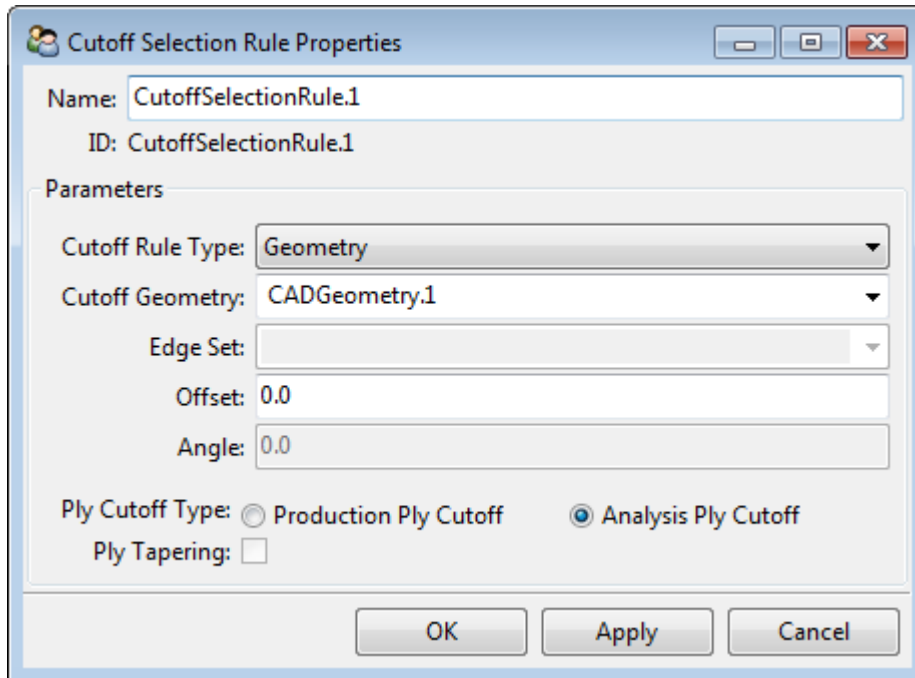 Cutoff Selection Rule Properties
Name: CutoffSelectionRule.1
ID: CutoffSelectionRule.1
Parameters
Cutoff Rule Type: Geometry
Cutoff Geometry: CADGeometry.1
Edge Set:
Offset: 0.0
Angle: 0.0
Ply Cutoff Type: Production Ply Cutoff Analysis Ply Cutoff
Ply Tapering:
OK Apply Cancel